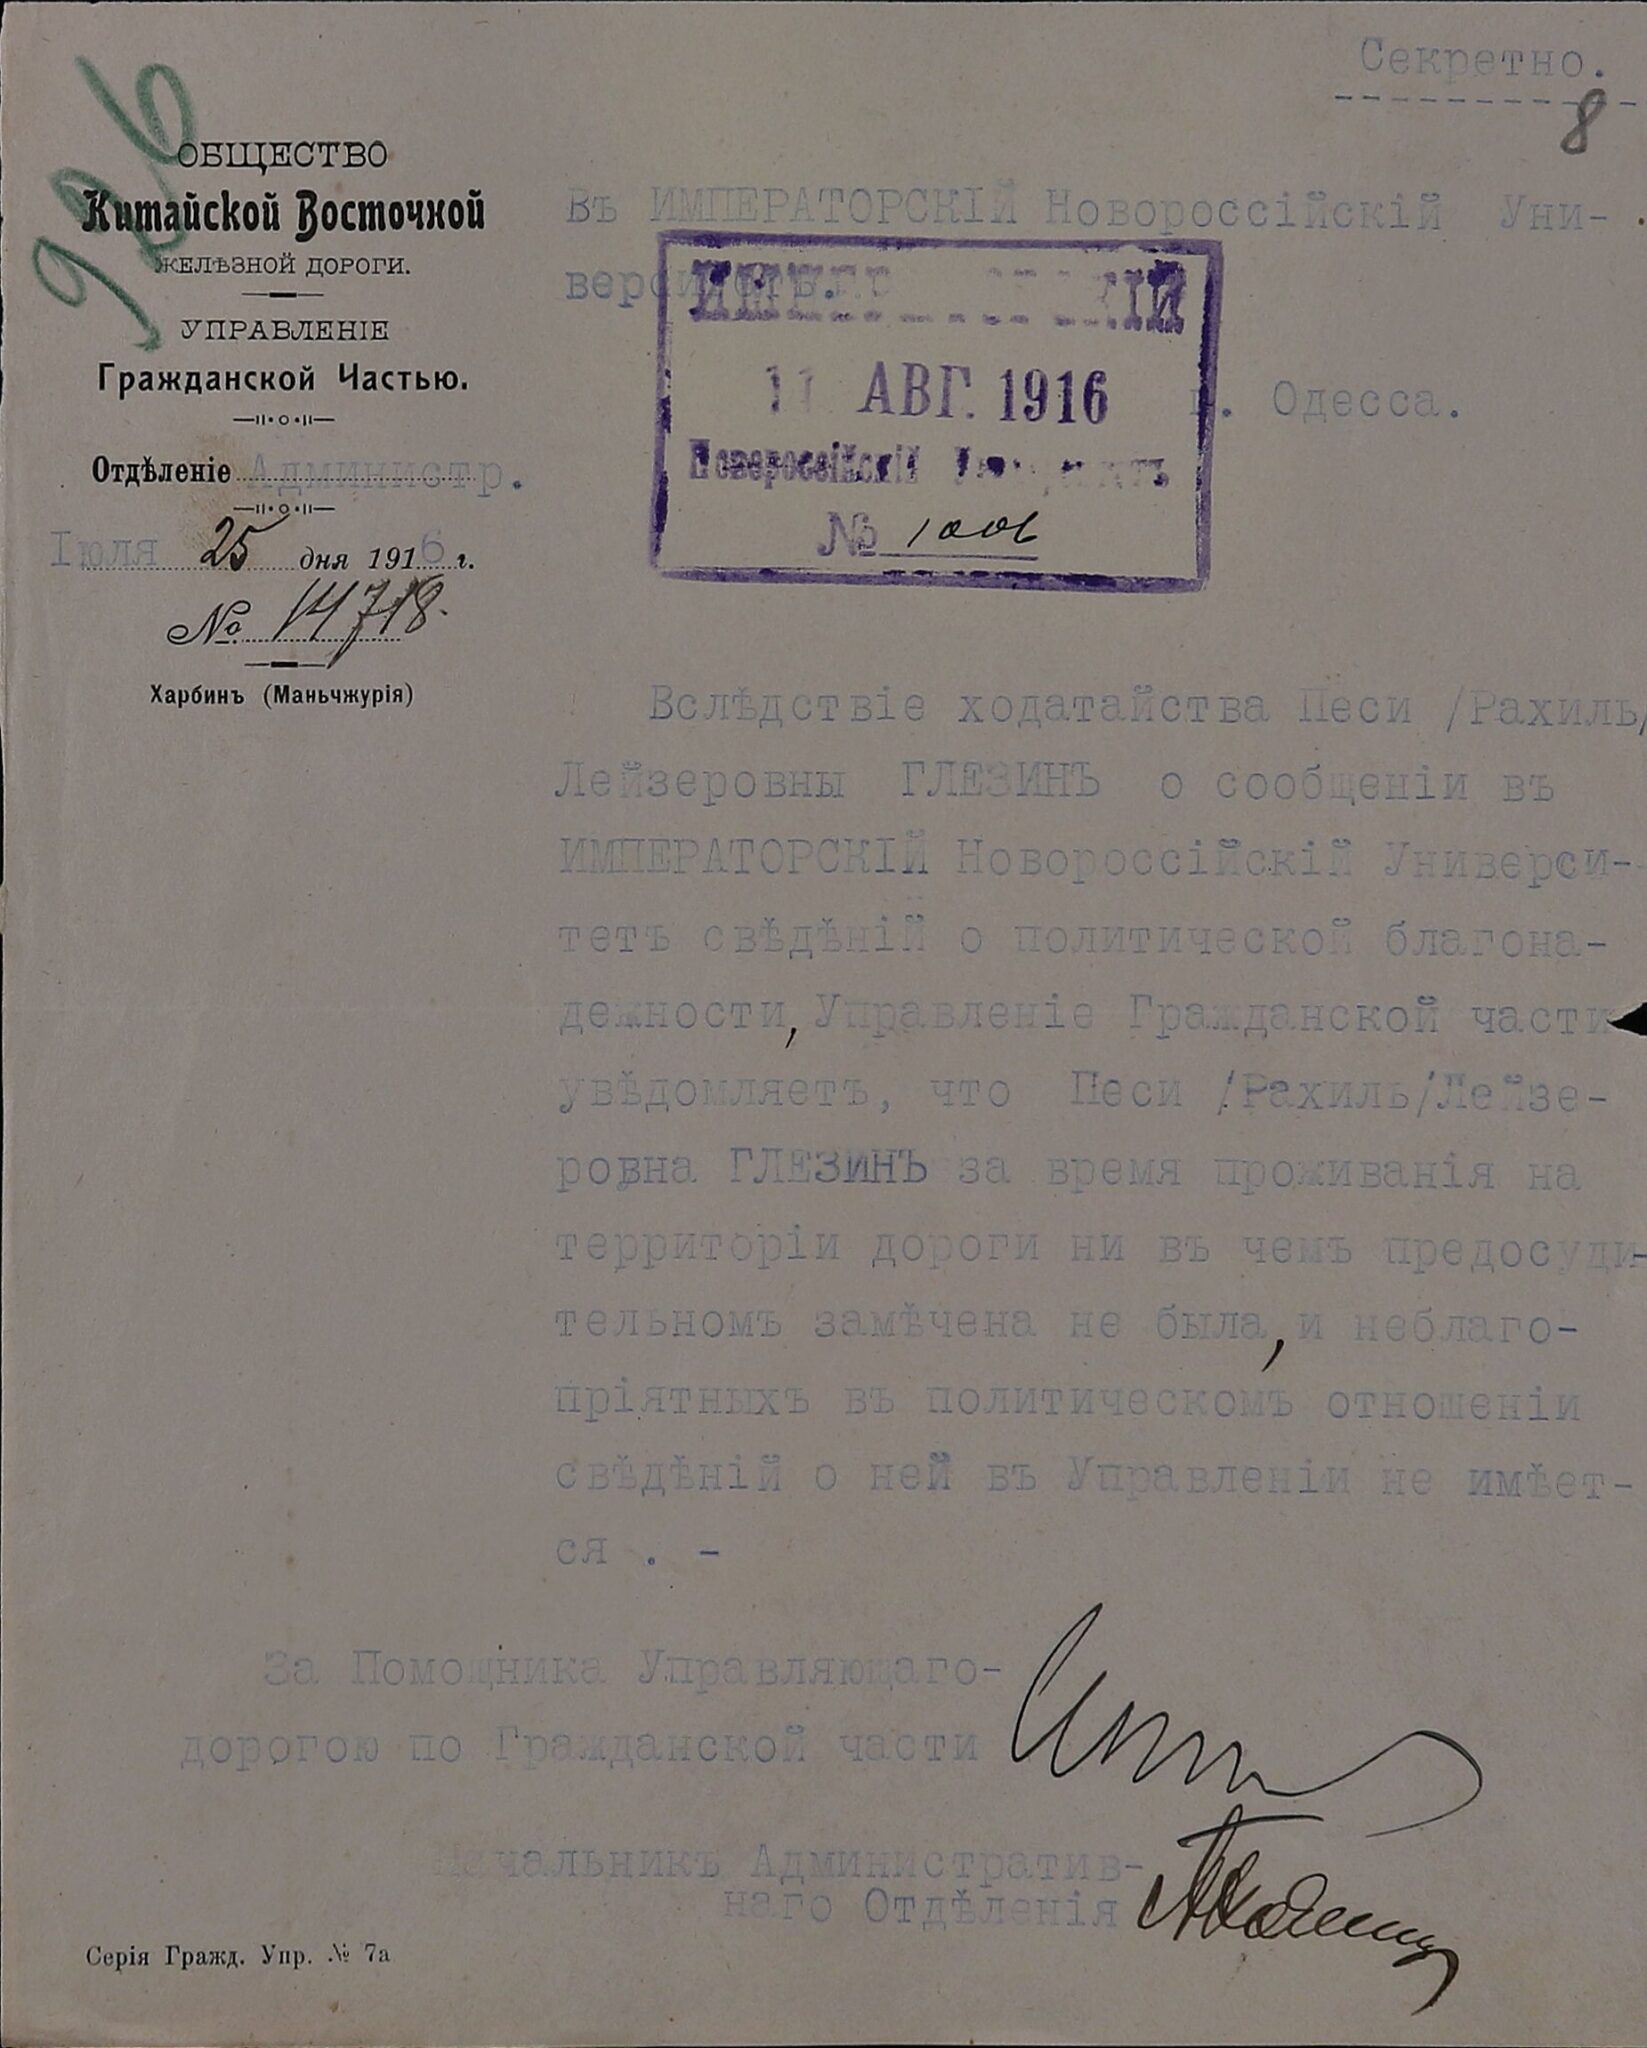 Секретно.
8
926
ОБЩЕСТВО
Китайской Восточной
ЖЕЛѢЗНОЙ ДОРОГИ.
УПРАВЛЕНІЕ
Гражданской Частью.
Отдѣленіе Администр.
Іюля 25 дня 1916 г.
№ 14718.
Харбинъ (Маньчжурія)
Въ ИМПЕРАТОРСКІЙ Новороссійскій Уни-
верситетъ.
г. Одесса.
ИМПЕРАТОРСКІЙ
11 АВГ. 1916
Новороссійскій Университетъ
№ 1006
Вслѣдствіе ходатайства Песи /Рахиль/
Лейзеровны ГЛЕЗИНЪ о сообщеніи въ
ИМПЕРАТОРСКІЙ Новороссійскій Универси-
тетъ свѣдѣній о политической благона-
дежности, Управленіе Гражданской части
увѣдомляетъ, что Песи /Рахиль/Лейзе-
ровна ГЛЕЗИНЪ за время проживанія на
территоріи дороги ни въ чемъ предосуди-
тельномъ замѣчена не была, и неблаго-
пріятныхъ въ политическомъ отношеніи
свѣдѣній о ней въ Управленіи не имѣет-
ся . -
За Помощника Управляющаго-
дорогою по Гражданской части
Начальникъ Административ-
наго Отдѣленія
Серія Гражд. Упр. № 7а